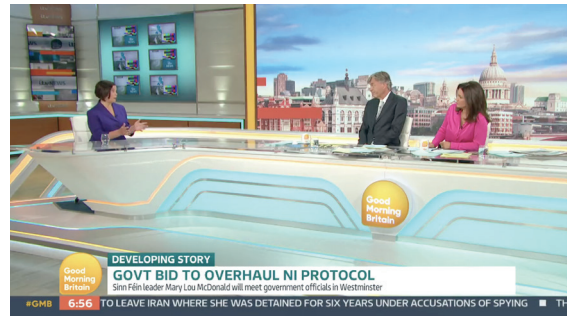 Good
Morning
Britain
DEVELOPING STORY
Good
Morning
Britain
GOVT BID TO OVERHAUL NI PROTOCOL
Sinn Féin leader Mary Lou McDonald will meet government officials in Westminster
#GMB 6:56 TO LEAVE IRAN WHERE SHE WAS DETAINED FOR SIX YEARS UNDER ACCUSATIONS OF SPYING ■ TH